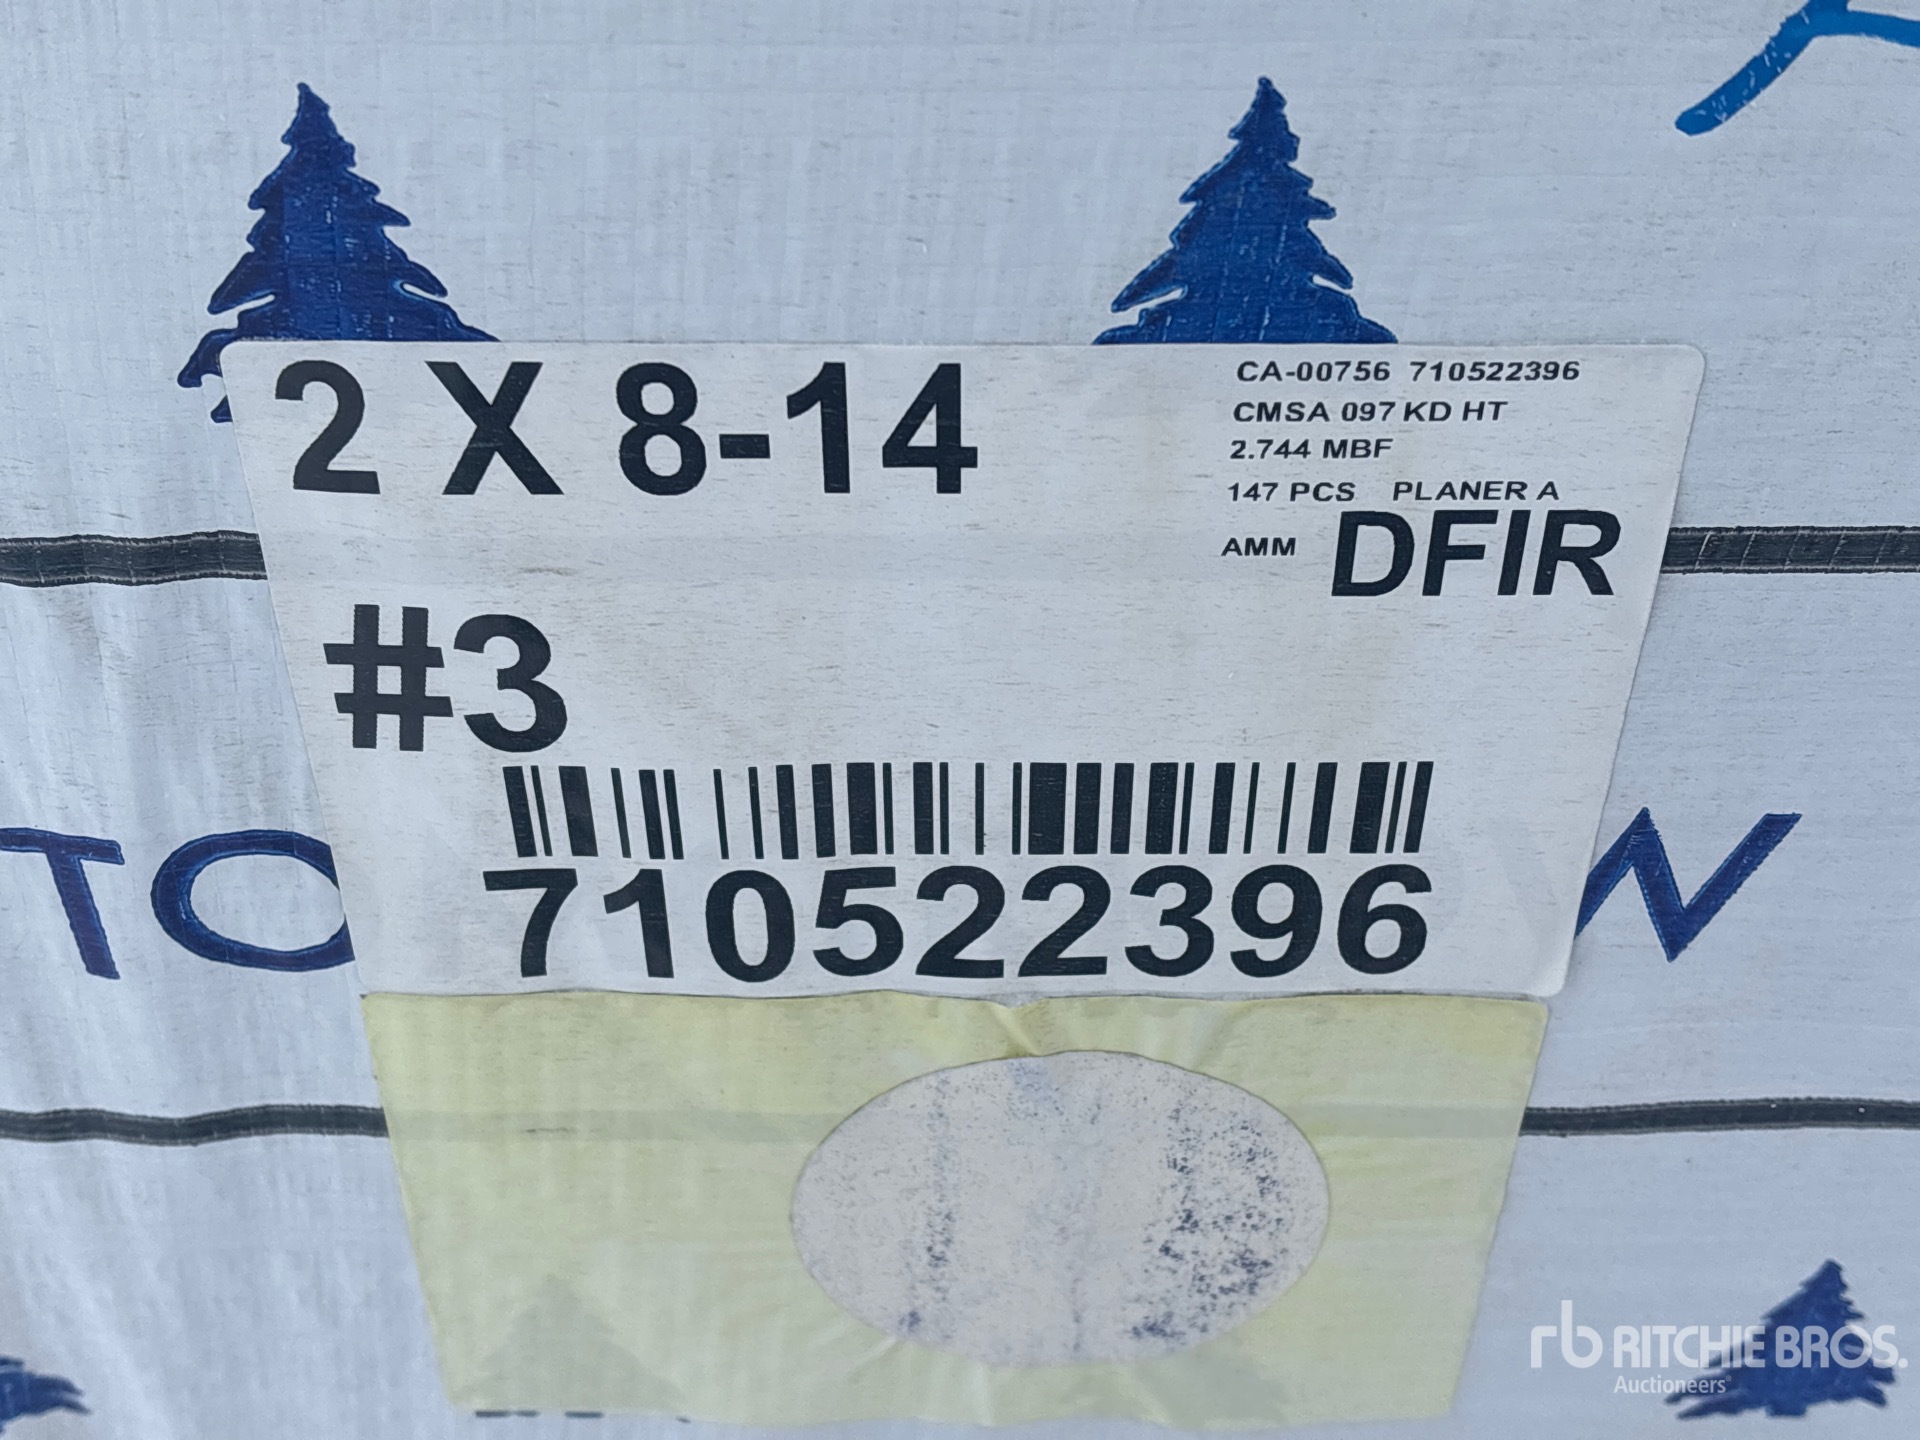 2 X 8-14
CA-00756 710522396
CMSA 097 KD HT
2.744 MBF
147 PCS PLANER A
AMM DFIR
#3
710522396
rb RITCHIE BROS.
Auctioneers